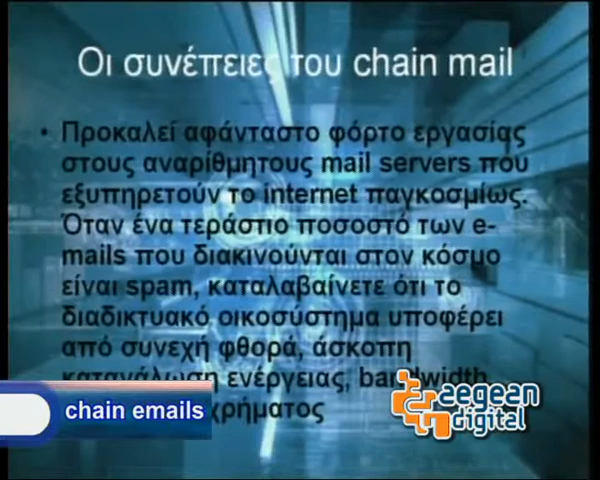 Οι συνέπειες του chain mail
• Προκαλεί αφάνταστο φόρτο εργασίας
στους αναρίθμητους mail servers που
εξυπηρετούν το internet παγκοσμίως.
Όταν ένα τεράστιο ποσοστό των e-
mails που διακινούνται στον κόσμο
είναι spam, καταλαβαίνετε ότι το
διαδικτυακό οικοσύστημα υποφέρει
από συνεχή φθορά, άσκοπη
κατανάλωση ενέργειας, bandwidth
χρήματος
chain emails
aegean
digital